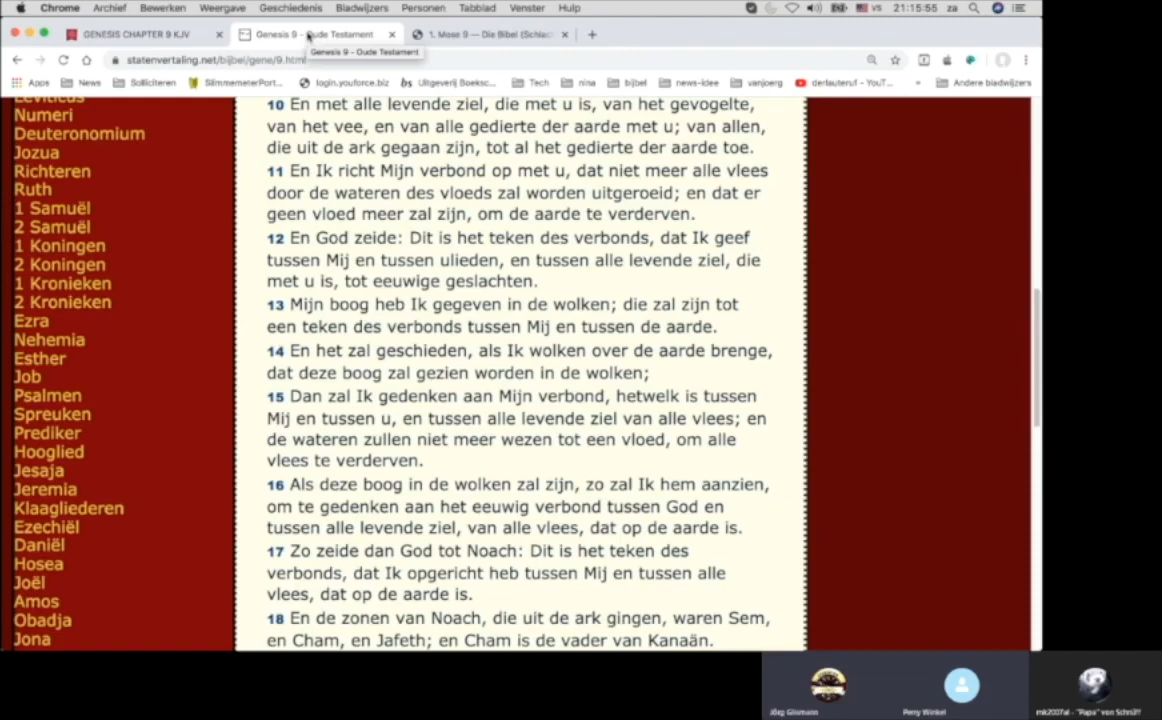 Chrome Archief Bewerken Weergave Geschiedenis Bladwijzers Personen Tabblad Venster Hulp VS 21:15:55 za
GENESIS CHAPTER 9 KJV
Genesis 9 - Oude Testament
1. Mose 9 — Die Bibel (Schlac
Genesis 9 - Oude Testament
statenvertaling.net/bijbel/gene/9.html
Apps News Solliciteren SlimmemeterPort... login.youforce.biz bs Uitgeverij Boeksc... Tech nina bijbel news-idee vanjoerg derlauteruf - YouT... » Andere bladwijzers
Leviticus
Numeri
Deuteronomium
Jozua
Richteren
Ruth
1 Samuël
2 Samuël
1 Koningen
2 Koningen
1 Kronieken
2 Kronieken
Ezra
Nehemia
Esther
Job
Psalmen
Spreuken
Prediker
Hooglied
Jesaja
Jeremia
Klaagliederen
Ezechiël
Daniël
Hosea
Joël
Amos
Obadja
Jona
10 En met alle levende ziel, die met u is, van het gevogelte,
van het vee, en van alle gedierte der aarde met u; van allen,
die uit de ark gegaan zijn, tot al het gedierte der aarde toe.
11 En Ik richt Mijn verbond op met u, dat niet meer alle vlees
door de wateren des vloeds zal worden uitgeroeid; en dat er
geen vloed meer zal zijn, om de aarde te verderven.
12 En God zeide: Dit is het teken des verbonds, dat Ik geef
tussen Mij en tussen ulieden, en tussen alle levende ziel, die
met u is, tot eeuwige geslachten.
13 Mijn boog heb Ik gegeven in de wolken; die zal zijn tot
een teken des verbonds tussen Mij en tussen de aarde.
14 En het zal geschieden, als Ik wolken over de aarde brenge,
dat deze boog zal gezien worden in de wolken;
15 Dan zal Ik gedenken aan Mijn verbond, hetwelk is tussen
Mij en tussen u, en tussen alle levende ziel van alle vlees; en
de wateren zullen niet meer wezen tot een vloed, om alle
vlees te verderven.
16 Als deze boog in de wolken zal zijn, zo zal Ik hem aanzien,
om te gedenken aan het eeuwig verbond tussen God en
tussen alle levende ziel, van alle vlees, dat op de aarde is.
17 Zo zeide dan God tot Noach: Dit is het teken des
verbonds, dat Ik opgericht heb tussen Mij en tussen alle
vlees, dat op de aarde is.
18 En de zonen van Noach, die uit de ark gingen, waren Sem,
en Cham, en Jafeth; en Cham is de vader van Kanaän.
Jörg Glismann
Perry Winkel